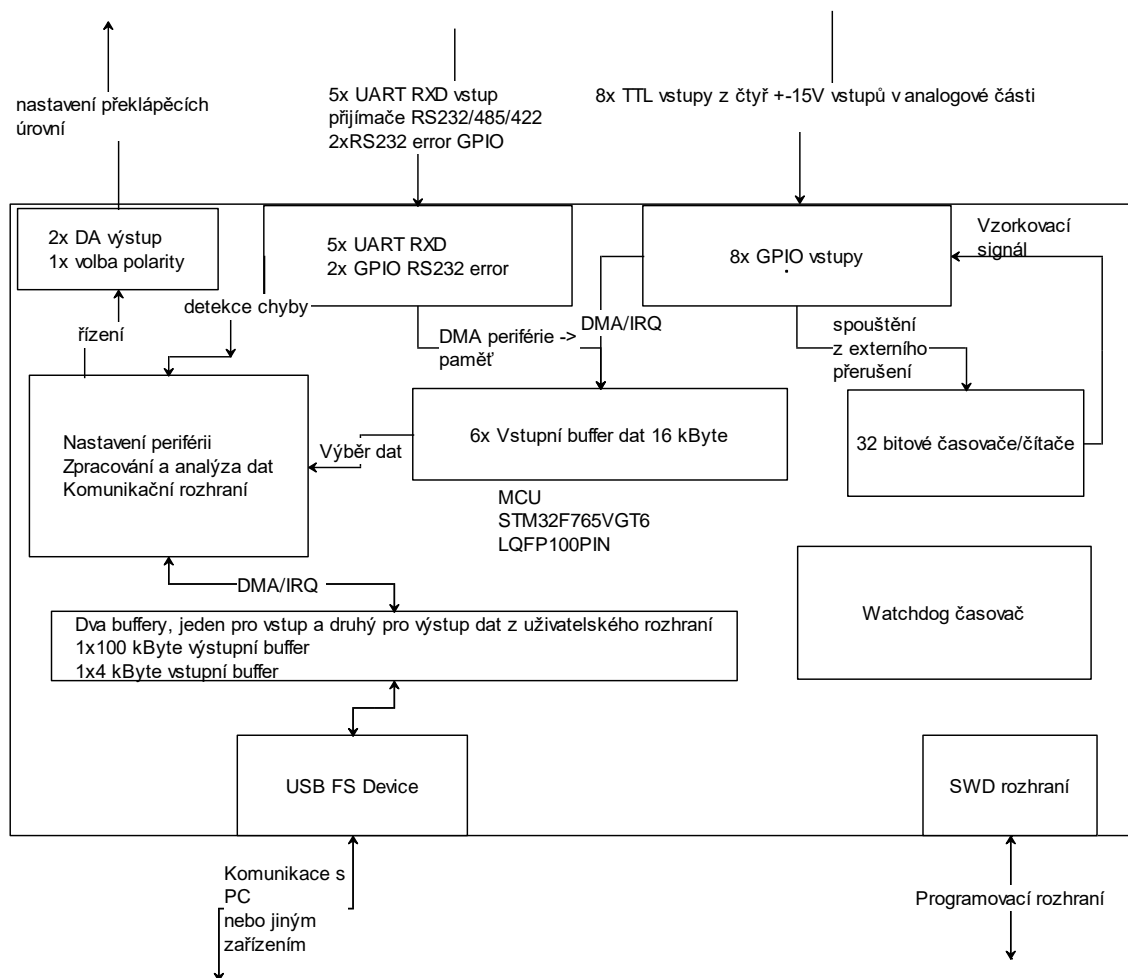 nastavení překlápěcích
úrovní
5x UART RXD vstup
přijímače RS232/485/422
2xRS232 error GPIO
8x TTL vstupy z čtyř +-15V vstupů v analogové části
2x DA výstup
1x volba polarity
5x UART RXD
2x GPIO RS232 error
8x GPIO vstupy
Vzorkovací
signál
detekce chyby
řízení
DMA periférie ->
paměť
DMA/IRQ
spouštění
z externího
přerušení
Nastavení periférii
Zpracování a analýza dat
Komunikační rozhraní
Výběr dat
6x Vstupní buffer dat 16 kByte
32 bitové časovače/čítače
MCU
STM32F765VGT6
LQFP100PIN
DMA/IRQ
Dva buffery, jeden pro vstup a druhý pro výstup dat z uživatelského rozhraní
1x100 kByte výstupní buffer
1x4 kByte vstupní buffer
Watchdog časovač
USB FS Device
SWD rozhraní
Komunikace s
PC
nebo jiným
zařízením
Programovací rozhraní